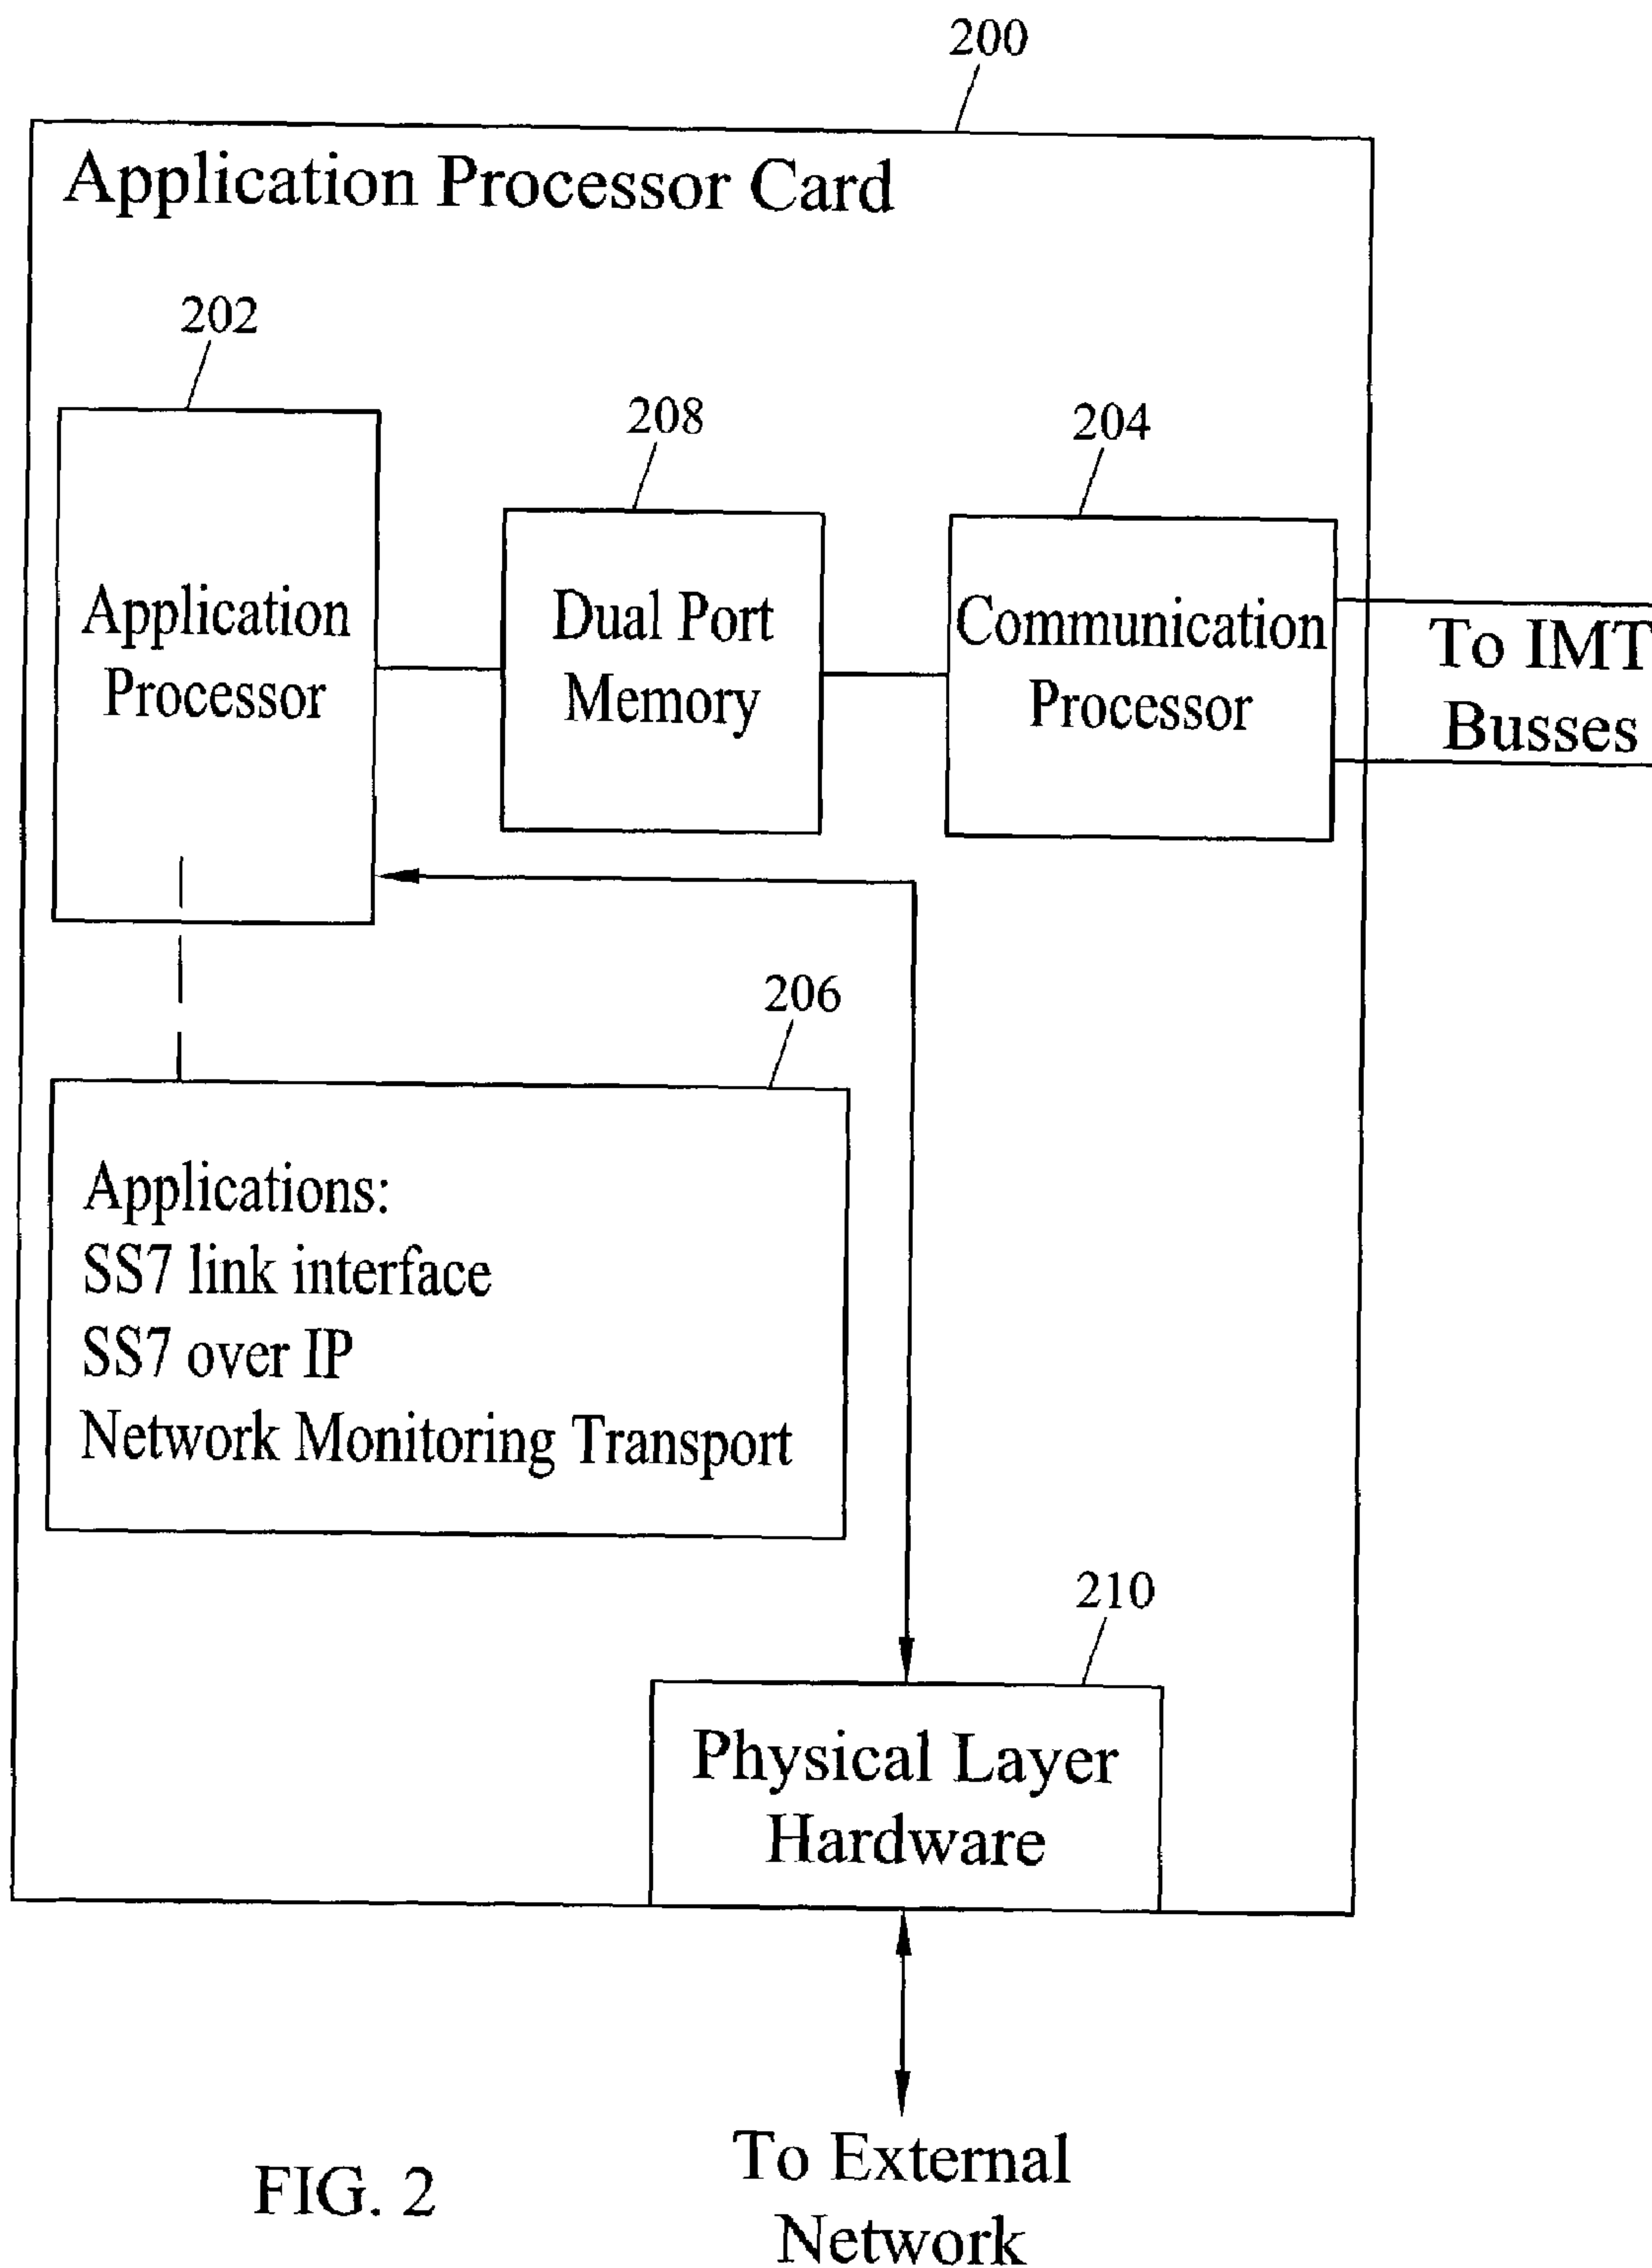 200
Application Processor Card
202
208
204
Application
Processor
Dual Port
Memory
Communication
Processor
To IMT
Busses
206
Applications:
SS7 link interface
SS7 over IP
Network Monitoring Transport
210
Physical Layer
Hardware
To External
Network
FIG. 2